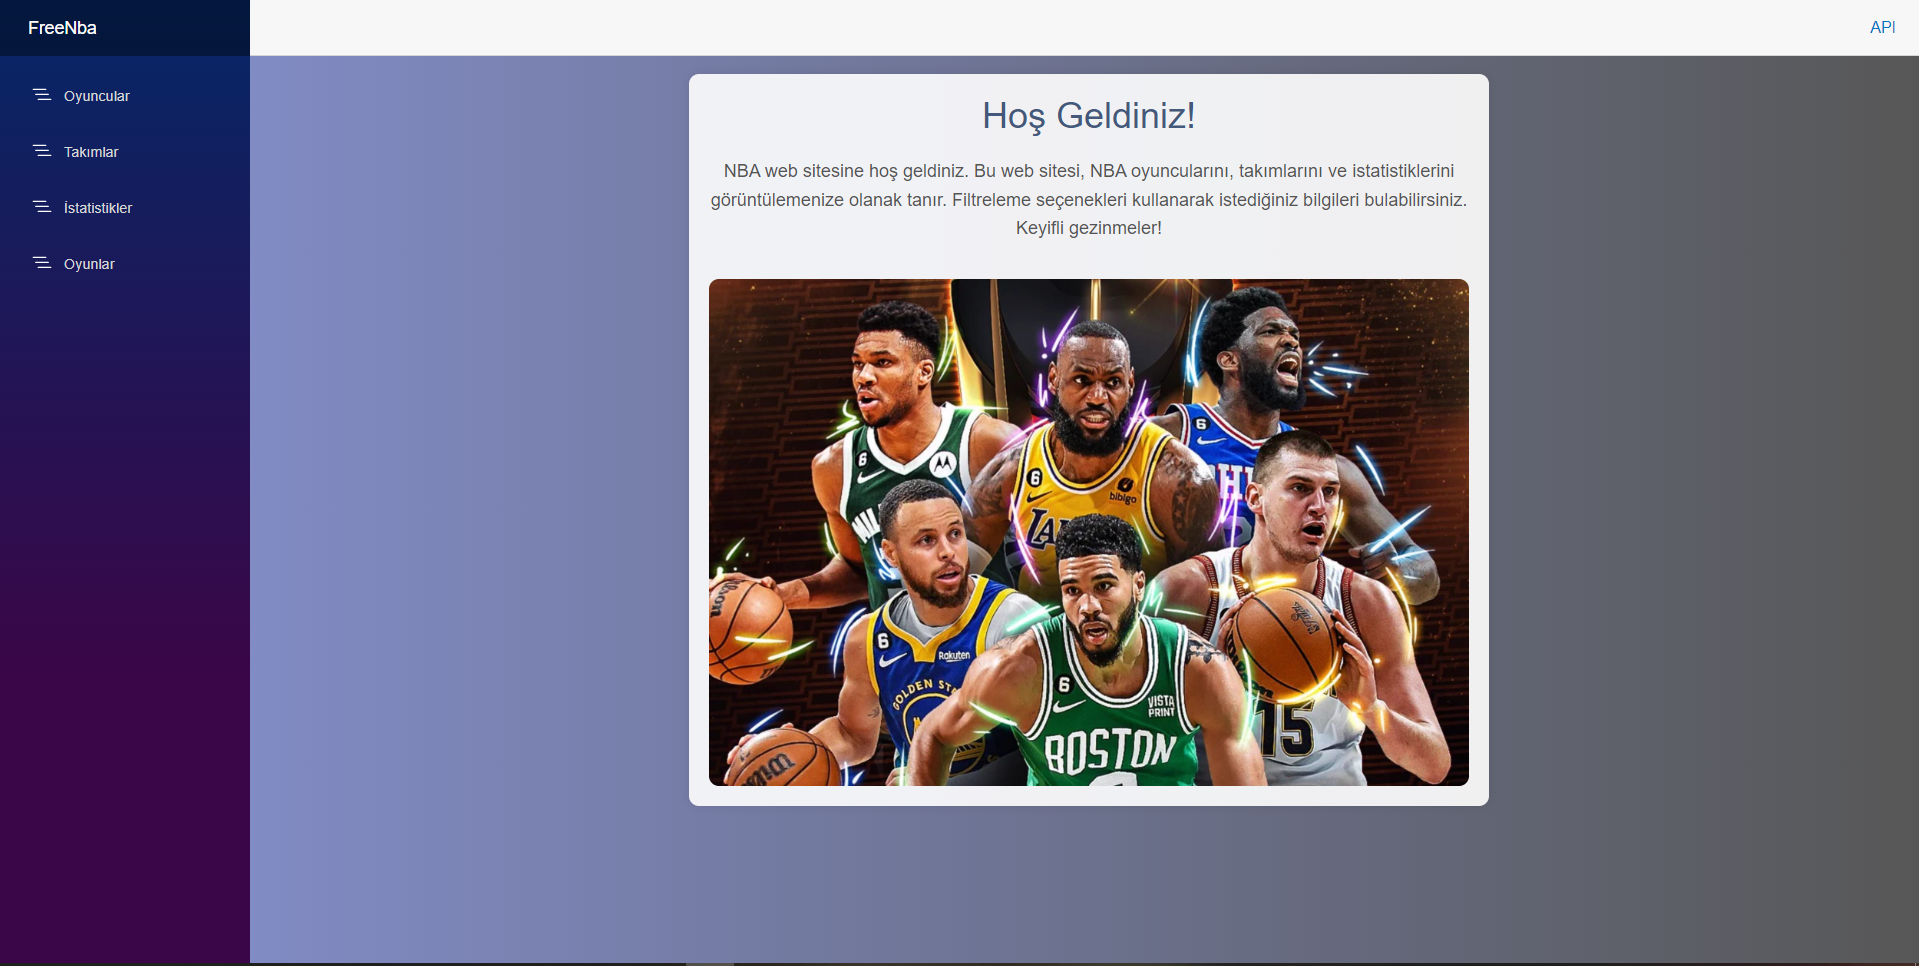 FreeNba
API
Oyuncular
Takımlar
İstatistikler
Oyunlar
Hoş Geldiniz!
NBA web sitesine hoş geldiniz. Bu web sitesi, NBA oyuncularını, takımlarını ve istatistiklerini
görüntülemenize olanak tanır. Filtreleme seçenekleri kullanarak istediğiniz bilgileri bulabilirsiniz.
Keyifli gezinmeler!
6
6
6
bibigo
6
Rakuten
GOLDEN
6
VISTA
PRINT
BOSTON
15